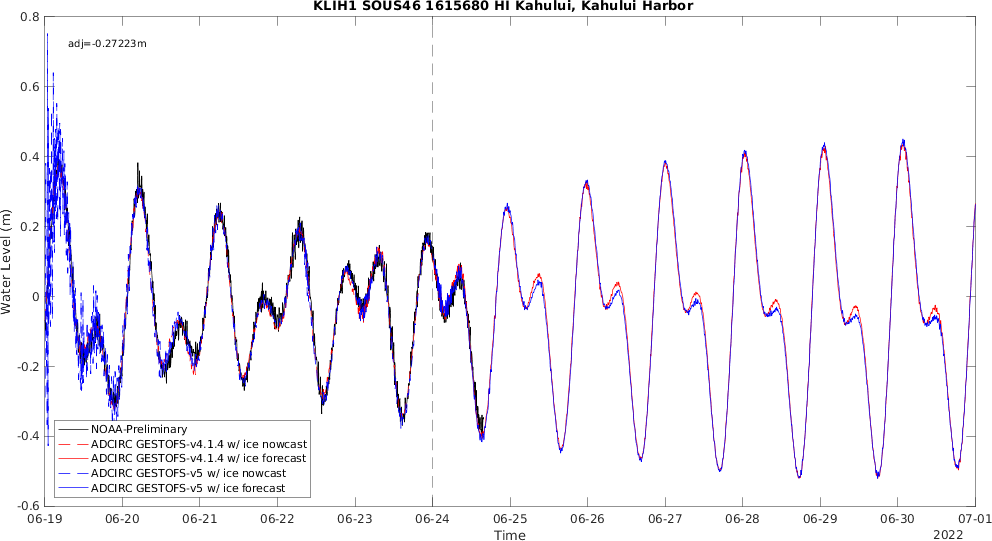 KLIH1 SOUS46 1615680 HI Kahului, Kahului Harbor
adj=-0.27223m
Water Level (m)
0.8
0.6
0.4
0.2
0
-0.2
-0.4
-0.6
NOAA-Preliminary
ADCIRC GESTOFS-v4.1.4 w/ ice nowcast
ADCIRC GESTOFS-v4.1.4 w/ ice forecast
ADCIRC GESTOFS-v5 w/ ice nowcast
ADCIRC GESTOFS-v5 w/ ice forecast
06-19 06-20 06-21 06-22 06-23 06-24 06-25 06-26 06-27 06-28 06-29 06-30 07-01
Time
2022